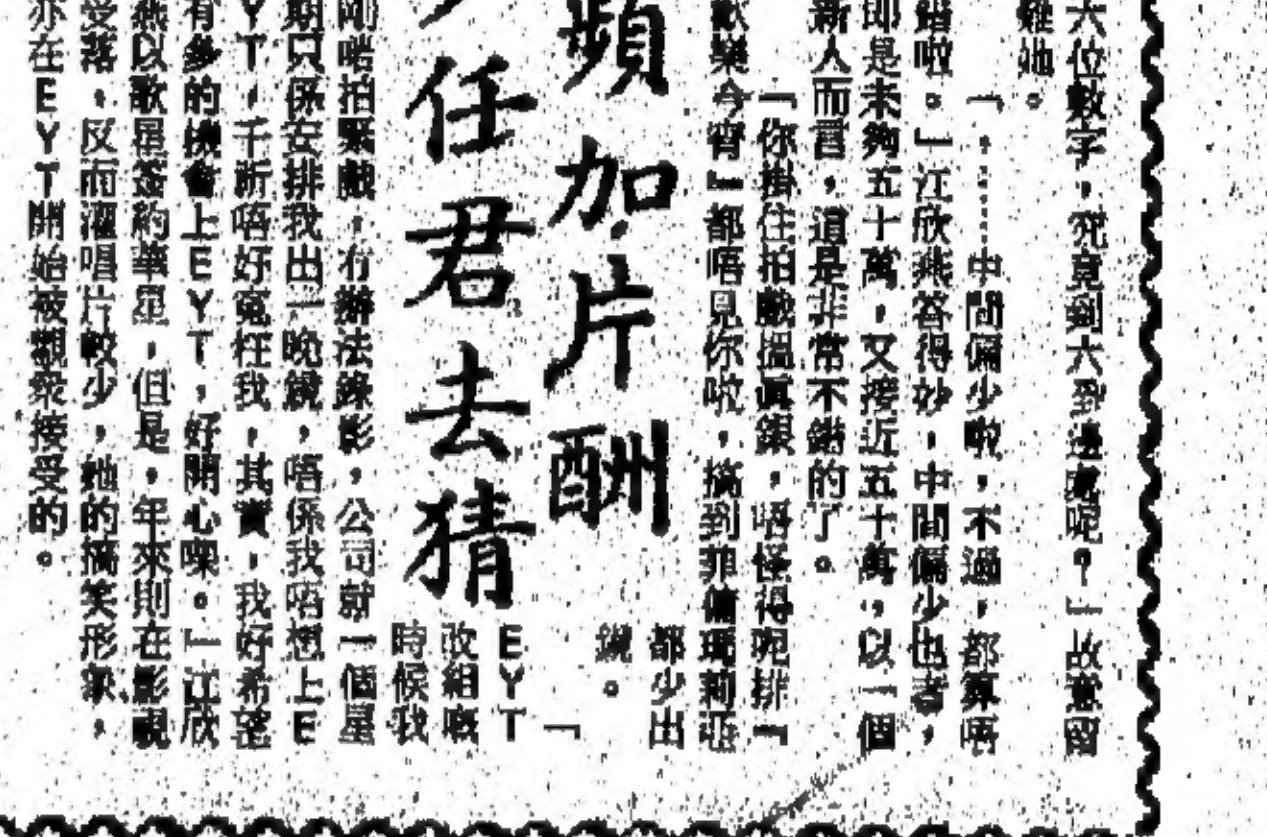 六位數字，究竟到六到邊處呢？」故意留
難她。
「，……中間偏少啦，不過，都算唔
錯啦。」江欣燕答得妙，中間偏少也者，
即是未夠五十萬，又接近五十萬，以一個
新人而言，道是非常不錯的了。
「你掛住拍戲搵眞銀，唔怪得呢排『
歡樂今宵』都唔見你啦，搞到菲傭瑪莉亞
都少出
鏡。
頻加片酬
任君去猜
「
EYT
改組嘅
時候我
剛啱拍緊戲，冇辦法錄影，公司就一個星
期只係安排我出一晚鏡，唔係我唔想上E
YT，千祈唔好寃枉我，其實，我好希望
有多的機會上EYT，好開心㗎。」江欣
燕以歌星簽約華星，但是，年來則在影視
受落，反而灌唱片較少，她的搞笑形象，
亦在EYT開始被觀衆接受的。